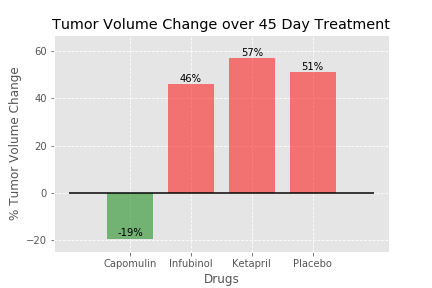 Tumor Volume Change over 45 Day Treatment
% Tumor Volume Change
60
40
20
0
−20
57%
51%
46%
-19%
Capomulin Infubinol Ketapril Placebo
Drugs